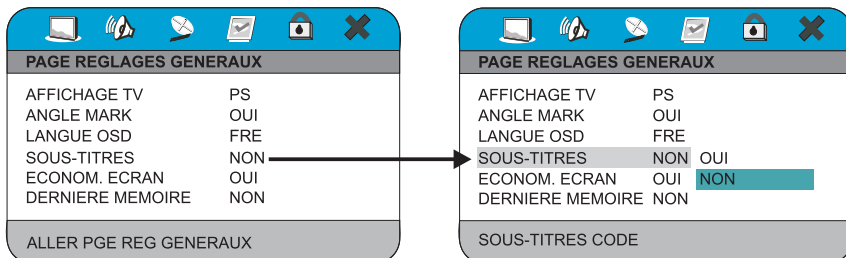 PAGE REGLAGES GENERAUX
AFFICHAGE TV PS
ANGLE MARK OUI
LANGUE OSD FRE
SOUS-TITRES NON
ECONOM. ECRAN OUI
DERNIERE MEMOIRE NON
ALLER PGE REG GENERAUX
PAGE REGLAGES GENERAUX
AFFICHAGE TV PS
ANGLE MARK OUI
LANGUE OSD FRE
SOUS-TITRES NON OUI
ECONOM. ECRAN OUI NON
DERNIERE MEMOIRE NON
SOUS-TITRES CODE